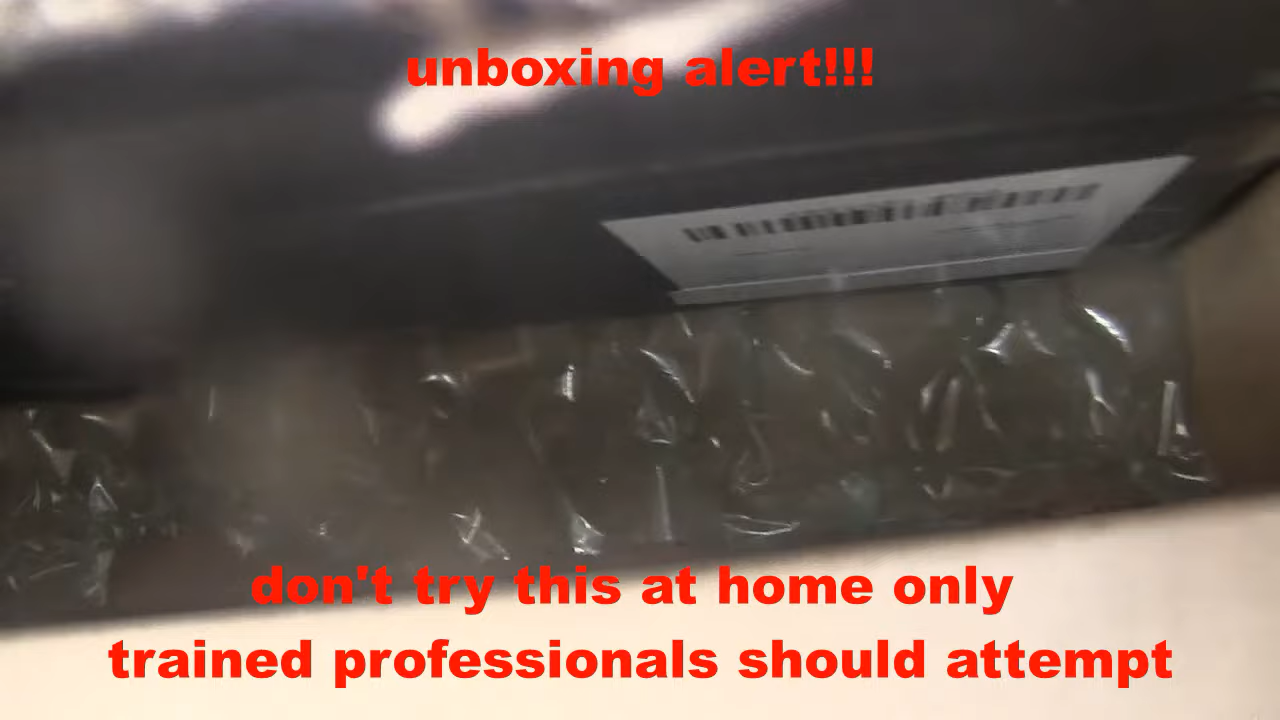 unboxing alert!!!
don't try this at home only
trained professionals should attempt